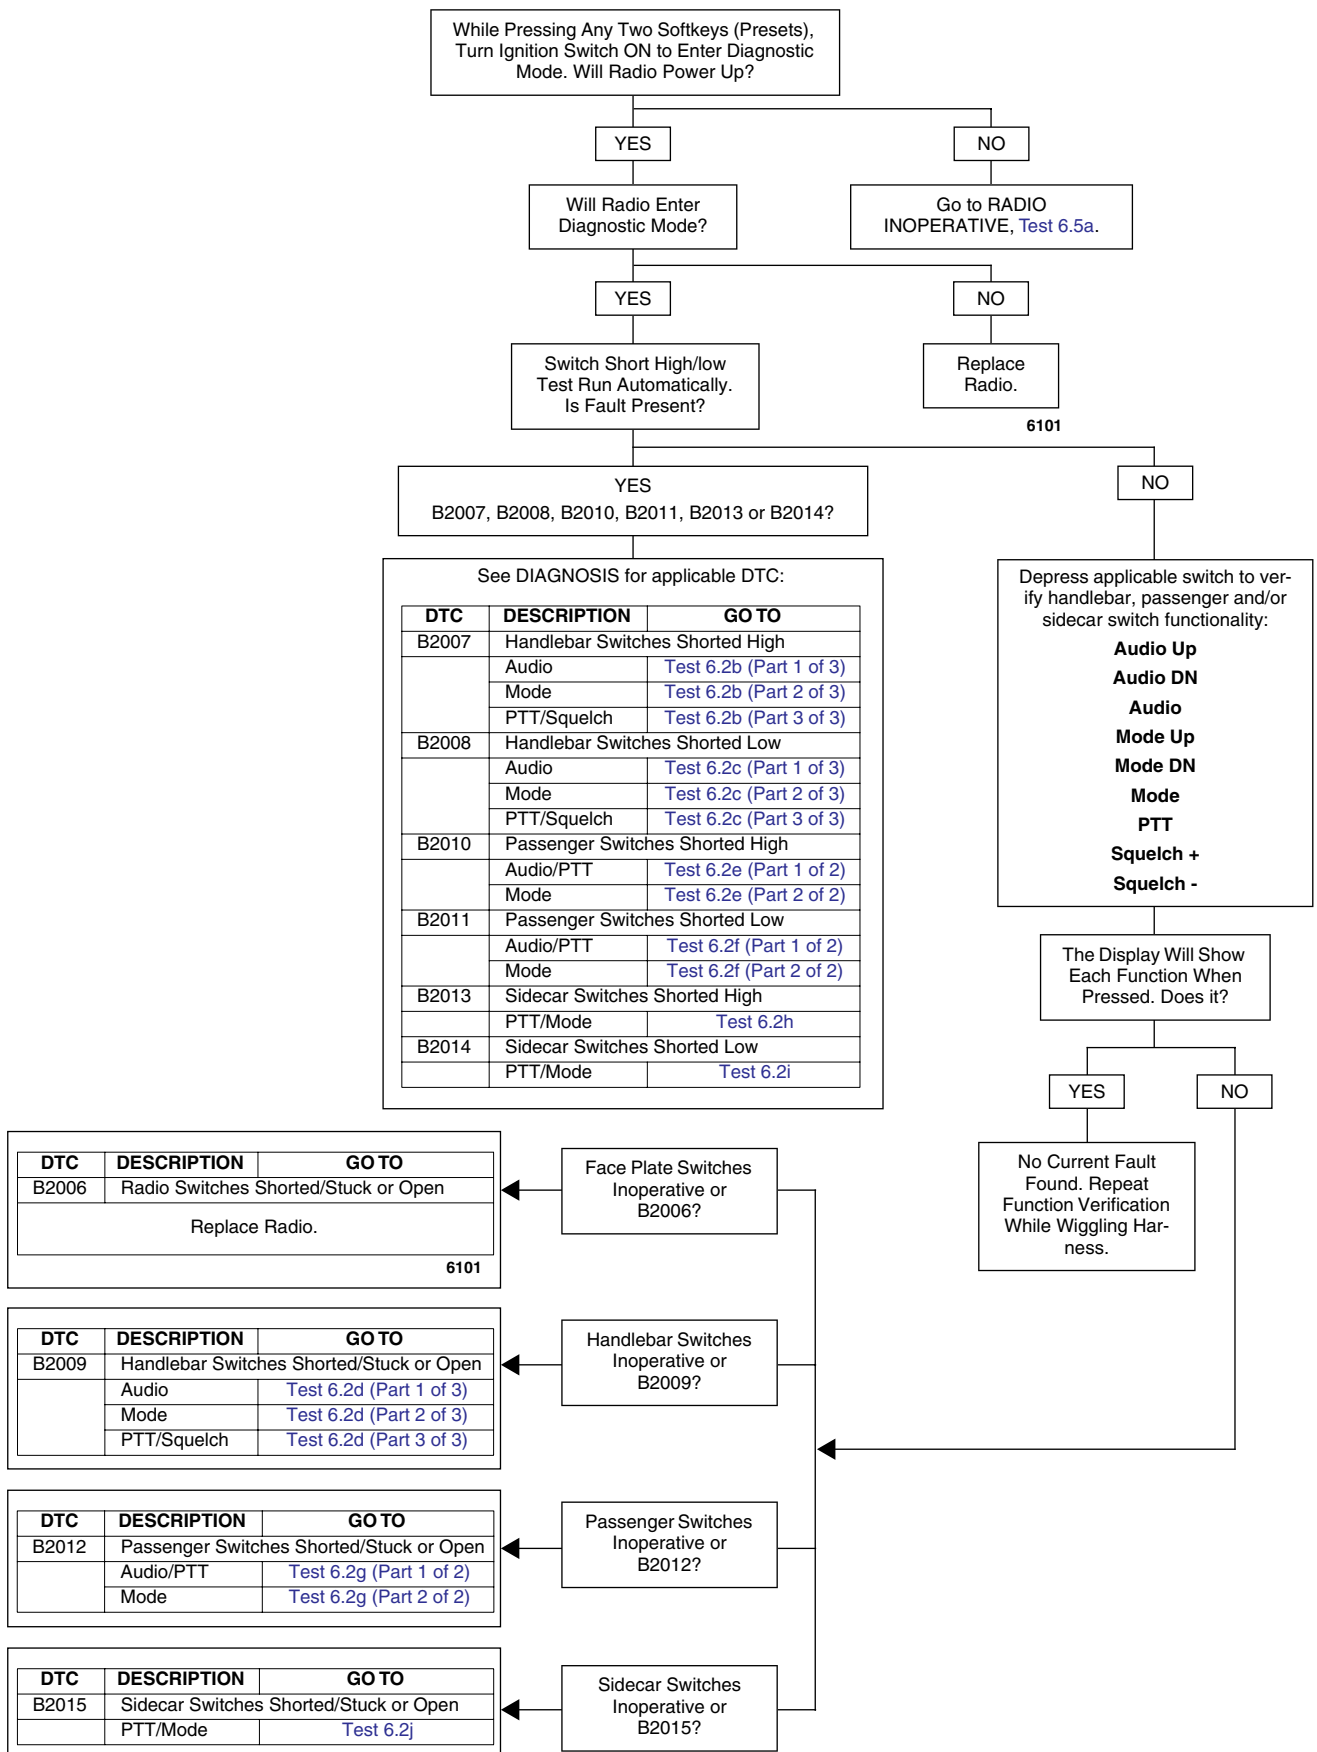 While Pressing Any Two Softkeys (Presets),
Turn Ignition Switch ON to Enter Diagnostic
Mode. Will Radio Power Up?
YES
NO
Will Radio Enter
Diagnostic Mode?
Go to RADIO
INOPERATIVE, Test 6.5a.
YES
NO
Switch Short High/low
Test Run Automatically.
Is Fault Present?
Replace
Radio.
6101
YES
B2007, B2008, B2010, B2011, B2013 or B2014?
NO
See DIAGNOSIS for applicable DTC:
DTC DESCRIPTION GO TO
B2007 Handlebar Switches Shorted High
Audio Test 6.2b (Part 1 of 3)
Mode Test 6.2b (Part 2 of 3)
PTT/Squelch Test 6.2b (Part 3 of 3)
B2008 Handlebar Switches Shorted Low
Audio Test 6.2c (Part 1 of 3)
Mode Test 6.2c (Part 2 of 3)
PTT/Squelch Test 6.2c (Part 3 of 3)
B2010 Passenger Switches Shorted High
Audio/PTT Test 6.2e (Part 1 of 2)
Mode Test 6.2e (Part 2 of 2)
B2011 Passenger Switches Shorted Low
Audio/PTT Test 6.2f (Part 1 of 2)
Mode Test 6.2f (Part 2 of 2)
B2013 Sidecar Switches Shorted High
PTT/Mode Test 6.2h
B2014 Sidecar Switches Shorted Low
PTT/Mode Test 6.2i
Depress applicable switch to ver-
ify handlebar, passenger and/or
sidecar switch functionality:
Audio Up
Audio DN
Audio
Mode Up
Mode DN
Mode
PTT
Squelch +
Squelch -
The Display Will Show
Each Function When
Pressed. Does it?
YES
NO
No Current Fault
Found. Repeat
Function Verification
While Wiggling Har-
ness.
Face Plate Switches
Inoperative or
B2006?
DTC DESCRIPTION GO TO
B2006 Radio Switches Shorted/Stuck or Open
Replace Radio.
6101
Handlebar Switches
Inoperative or
B2009?
DTC DESCRIPTION GO TO
B2009 Handlebar Switches Shorted/Stuck or Open
Audio Test 6.2d (Part 1 of 3)
Mode Test 6.2d (Part 2 of 3)
PTT/Squelch Test 6.2d (Part 3 of 3)
Passenger Switches
Inoperative or
B2012?
DTC DESCRIPTION GO TO
B2012 Passenger Switches Shorted/Stuck or Open
Audio/PTT Test 6.2g (Part 1 of 2)
Mode Test 6.2g (Part 2 of 2)
Sidecar Switches
Inoperative or
B2015?
DTC DESCRIPTION GO TO
B2015 Sidecar Switches Shorted/Stuck or Open
PTT/Mode Test 6.2j